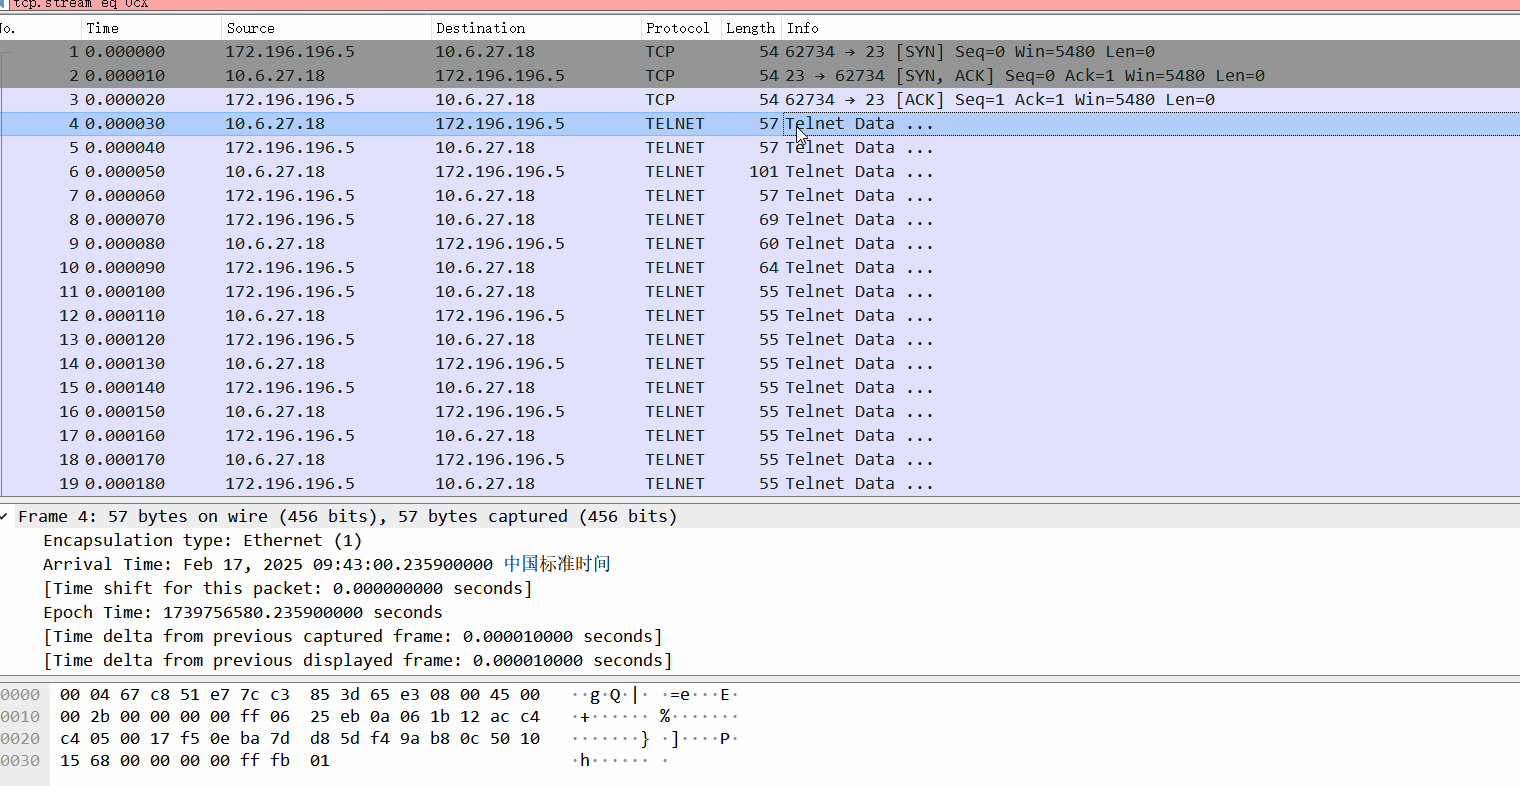 tcp.stream eq 0cX
No. Time Source Destination Protocol Length Info
1 0.000000 172.196.196.5 10.6.27.18 TCP 54 62734 → 23 [SYN] Seq=0 Win=5480 Len=0
2 0.000010 10.6.27.18 172.196.196.5 TCP 54 23 → 62734 [SYN, ACK] Seq=0 Ack=1 Win=5480 Len=0
3 0.000020 172.196.196.5 10.6.27.18 TCP 54 62734 → 23 [ACK] Seq=1 Ack=1 Win=5480 Len=0
4 0.000030 10.6.27.18 172.196.196.5 TELNET 57 Telnet Data ...
5 0.000040 172.196.196.5 10.6.27.18 TELNET 57 Telnet Data ...
6 0.000050 10.6.27.18 172.196.196.5 TELNET 101 Telnet Data ...
7 0.000060 172.196.196.5 10.6.27.18 TELNET 57 Telnet Data ...
8 0.000070 172.196.196.5 10.6.27.18 TELNET 69 Telnet Data ...
9 0.000080 10.6.27.18 172.196.196.5 TELNET 60 Telnet Data ...
10 0.000090 172.196.196.5 10.6.27.18 TELNET 64 Telnet Data ...
11 0.000100 172.196.196.5 10.6.27.18 TELNET 55 Telnet Data ...
12 0.000110 10.6.27.18 172.196.196.5 TELNET 55 Telnet Data ...
13 0.000120 172.196.196.5 10.6.27.18 TELNET 55 Telnet Data ...
14 0.000130 10.6.27.18 172.196.196.5 TELNET 55 Telnet Data ...
15 0.000140 172.196.196.5 10.6.27.18 TELNET 55 Telnet Data ...
16 0.000150 10.6.27.18 172.196.196.5 TELNET 55 Telnet Data ...
17 0.000160 172.196.196.5 10.6.27.18 TELNET 55 Telnet Data ...
18 0.000170 10.6.27.18 172.196.196.5 TELNET 55 Telnet Data ...
19 0.000180 172.196.196.5 10.6.27.18 TELNET 55 Telnet Data ...
Frame 4: 57 bytes on wire (456 bits), 57 bytes captured (456 bits)
Encapsulation type: Ethernet (1)
Arrival Time: Feb 17, 2025 09:43:00.235900000 中国标准时间
[Time shift for this packet: 0.000000000 seconds]
Epoch Time: 1739756580.235900000 seconds
[Time delta from previous captured frame: 0.000010000 seconds]
[Time delta from previous displayed frame: 0.000010000 seconds]
0000 00 04 67 c8 51 e7 7c c3 85 3d 65 e3 08 00 45 00 ··g·Q·|· ·=e···E·
0010 00 2b 00 00 00 00 ff 06 25 eb 0a 06 1b 12 ac c4 ·+······ %·······
0020 c4 05 00 17 f5 0e ba 7d d8 5d f4 9a b8 0c 50 10 ·······} ·]····P·
0030 15 68 00 00 00 00 ff fb 01 ·h······ ·